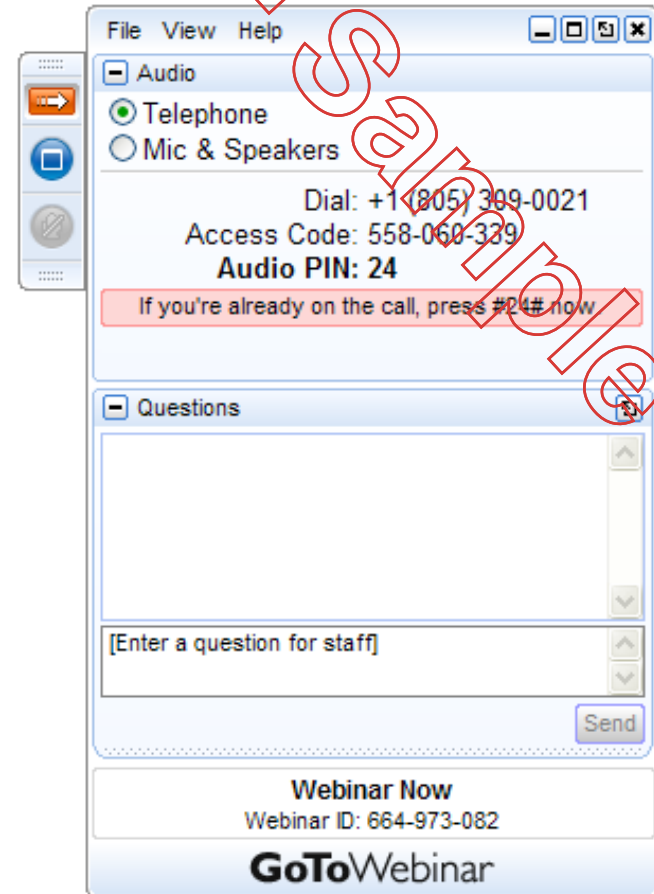 File View Help
Audio
Telephone
Mic & Speakers
Dial: +1 (805) 309-0021
Access Code: 558-060-339
Audio PIN: 24
If you're already on the call, press #24# now
Sample
Questions
[Enter a question for staff]
Send
Webinar Now
Webinar ID: 664-973-082
GoToWebinar